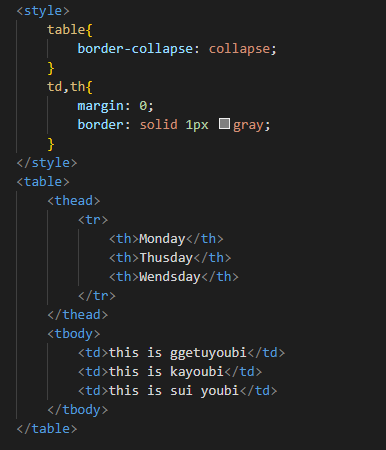 <style>
table{
border-collapse: collapse;
}
td,th{
margin: 0;
border: solid 1px gray;
}
</style>
<table>
<thead>
<tr>
<th>Monday</th>
<th>Thusday</th>
<th>Wendsday</th>
</tr>
</thead>
<tbody>
<td>this is ggetuyoubi</td>
<td>this is kayoubi</td>
<td>this is sui youbi</td>
</tbody>
</table>